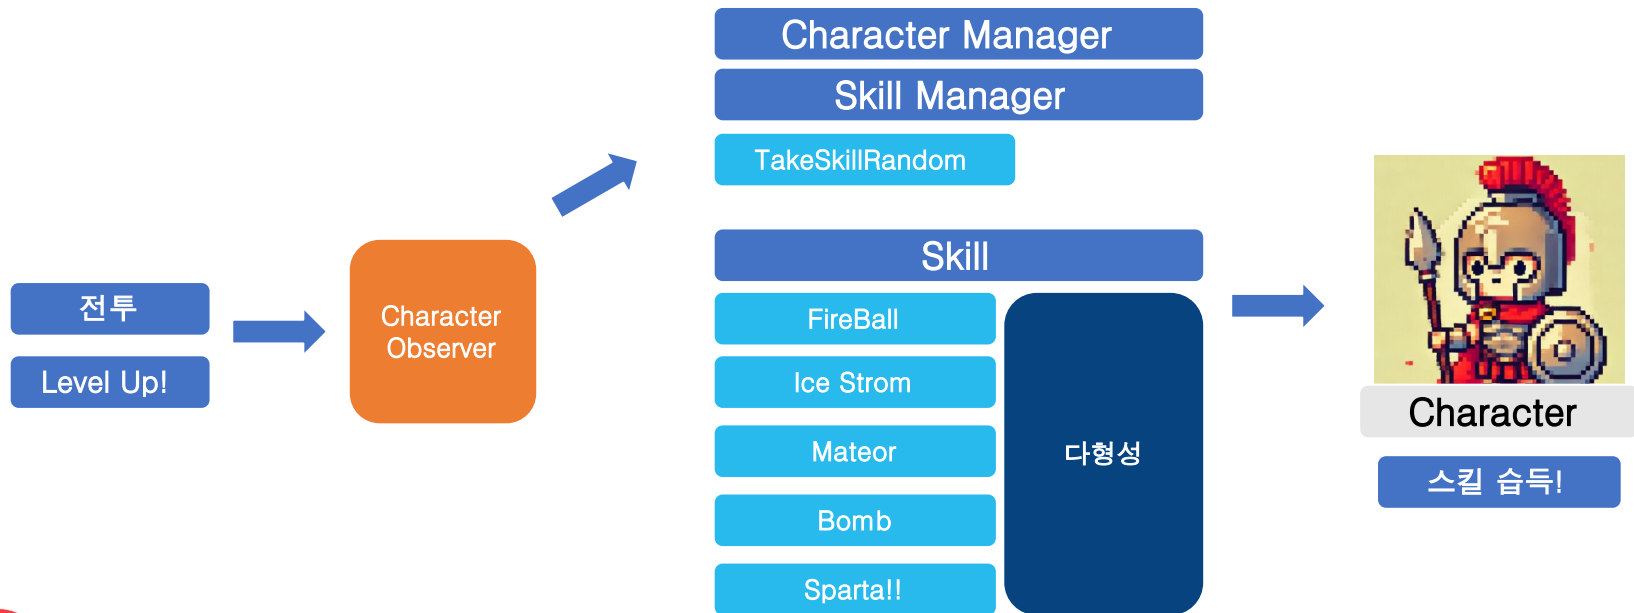 전투
Level Up!
Character
Observer
Character Manager
Skill Manager
TakeSkillRandom
Skill
FireBall
Ice Strom
Mateor
Bomb
Sparta!!
다형성
Character
스킬 습득!